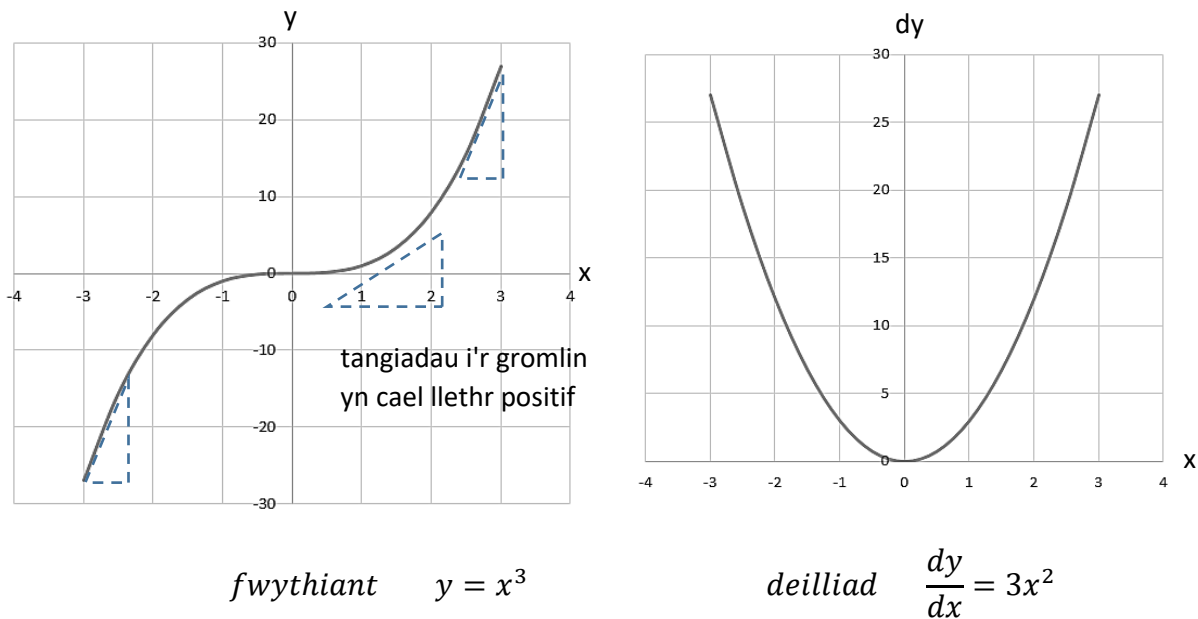 y
30
20
10
0
-4 -3 -2 -1 0 1 2 3 4 x
-10
-20
-30
tangiadau i'r gromlin
yn cael llethr positif
fwythiant y = x³
dy
30
25
20
15
10
5
0
x
-4 -3 -2 -1 0 1 2 3 4
deilliad dy/dx = 3x²